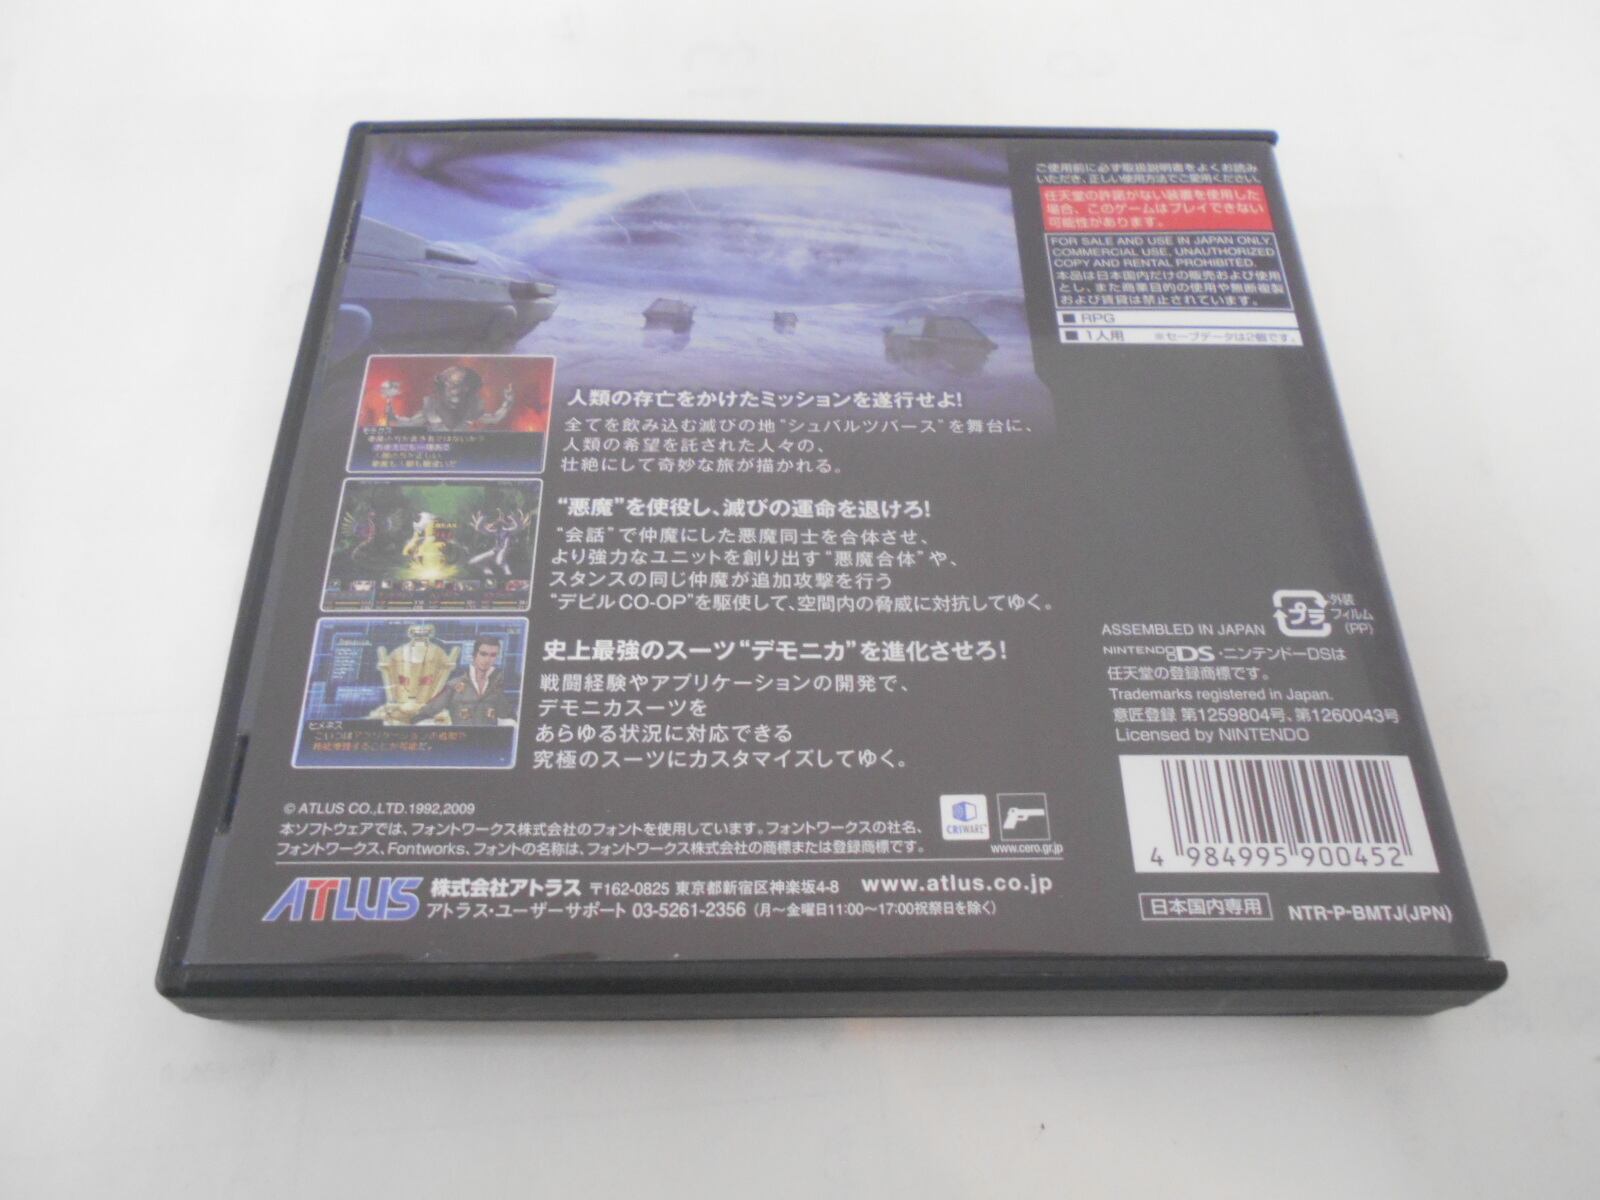 ご使用前に必ず取扱説明書をよくお読み
いただき、正しい使用方法でご愛用ください。
任天堂の許諾がない装置を使用した
場合、このゲームはプレイできない
可能性があります。
FOR SALE AND USE IN JAPAN ONLY.
COMMERCIAL USE, UNAUTHORIZED
COPY AND RENTAL PROHIBITED.
本品は日本国内だけの販売および使用
とし、また商業目的の使用や無断複製
および賃貸は禁止されています。
■ RPG
■ 1人用 ※セーブデータは2個です。
人類の存亡をかけたミッションを遂行せよ!
全てを飲み込む滅びの地“シュバルツバース”を舞台に、
人類の希望を託された人々の、
壮絶にして奇妙な旅が描かれる。
“悪魔”を使役し、滅びの運命を退けろ!
“会話”で仲魔にした悪魔同士を合体させ、
より強力なユニットを創り出す“悪魔合体”や、
スタンスの同じ仲魔が追加攻撃を行う
“デビルCO-OP”を駆使して、空間内の脅威に対抗してゆく。
史上最強のスーツ“デモニカ”を進化させろ!
戦闘経験やアプリケーションの開発で、
デモニカスーツを
あらゆる状況に対応できる
究極のスーツにカスタマイズしてゆく。
ヒメネス
こいつはアプリケーションの追加で
機能増強することが可能だ。
ASSEMBLED IN JAPAN
プラ
外装
フィルム
(PP)
NINTENDO DS・ニンテンドーDSは
任天堂の登録商標です。
Trademarks registered in Japan.
意匠登録 第1259804号、第1260043号
Licensed by NINTENDO
© ATLUS CO.,LTD.1992,2009
本ソフトウェアでは、フォントワークス株式会社のフォントを使用しています。フォントワークスの社名、
フォントワークス、Fontworks、フォントの名称は、フォントワークス株式会社の商標または登録商標です。
CRIWARE
www.cero.gr.jp
ATLUS 株式会社アトラス 〒162-0825 東京都新宿区神楽坂4-8 www.atlus.co.jp
アトラス・ユーザーサポート 03-5261-2356 (月〜金曜日11:00〜17:00祝祭日を除く)
4 984995 900452
日本国内専用
NTR-P-BMTJ(JPN)